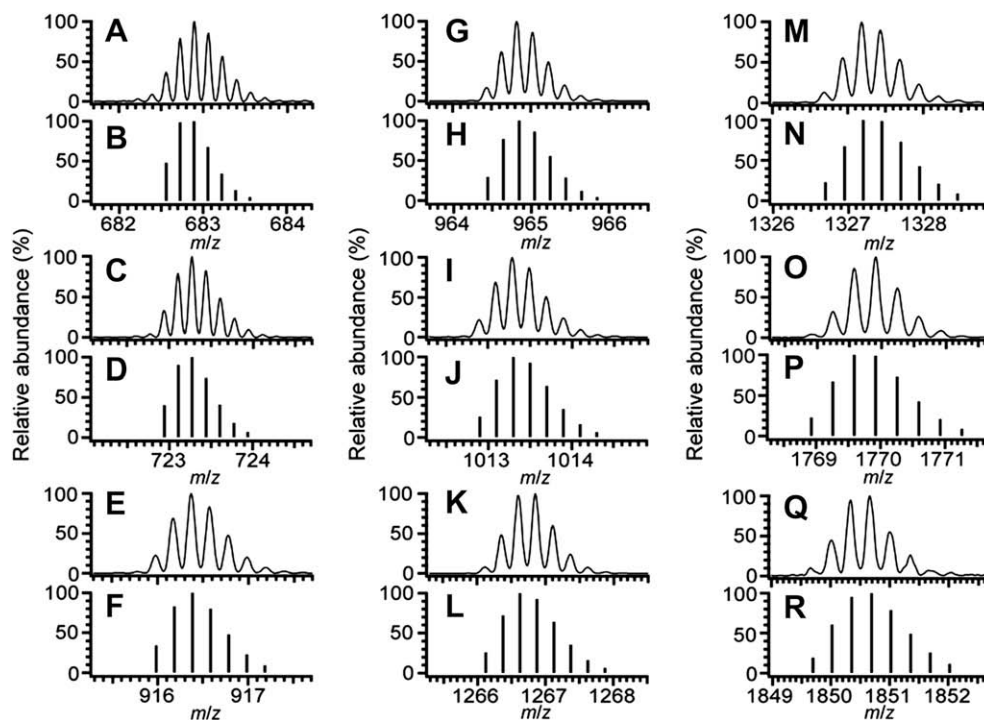 A
100
50
0
B
100
50
0
682 683 684
m/z
C
100
50
0
D
100
50
0
723 724
m/z
E
100
50
0
F
100
50
0
916 917
m/z
Relative abundance (%)
G
100
50
0
H
100
50
0
964 965 966
m/z
I
100
50
0
J
100
50
0
1013 1014
m/z
K
100
50
0
L
100
50
0
1266 1267 1268
m/z
Relative abundance (%)
M
100
50
0
N
100
50
0
1326 1327 1328
m/z
O
100
50
0
P
100
50
0
1769 1770 1771
m/z
Q
100
50
0
R
100
50
0
1849 1850 1851 1852
m/z
Relative abundance (%)